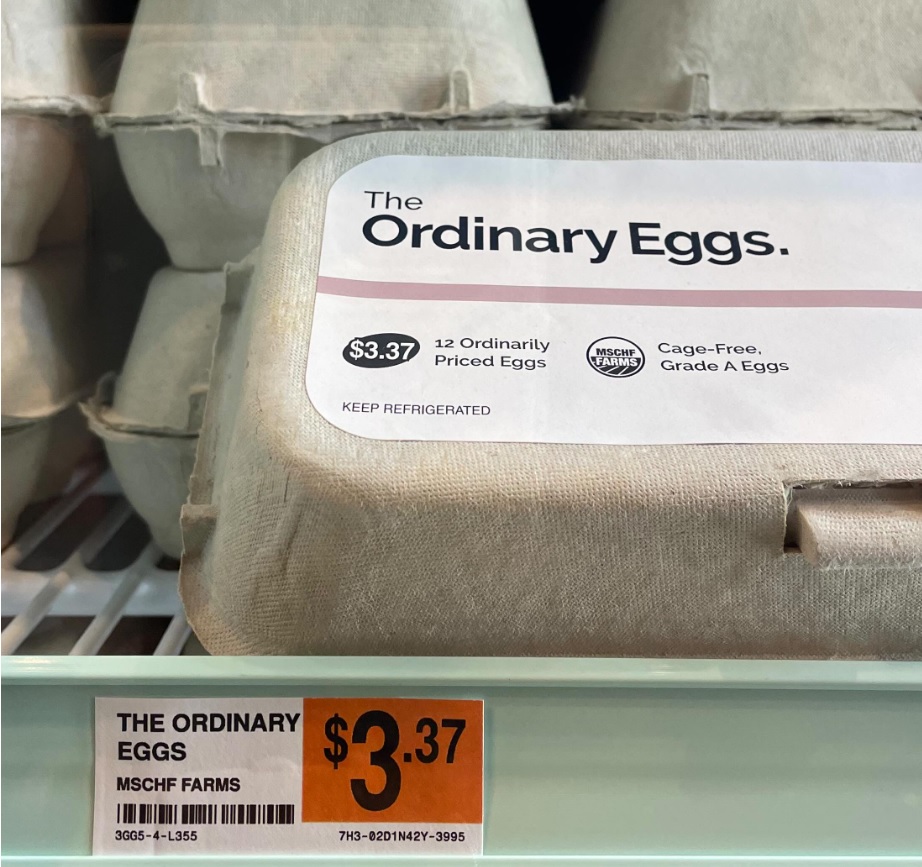 The
Ordinary Eggs.
$3.37
12 Ordinarily
Priced Eggs
MSCHF
FARMS
Cage-Free,
Grade A Eggs
KEEP REFRIGERATED
THE ORDINARY
EGGS
MSCHF FARMS
$3.37
3GG5-4-L355
7H3-02D1N42Y-3995